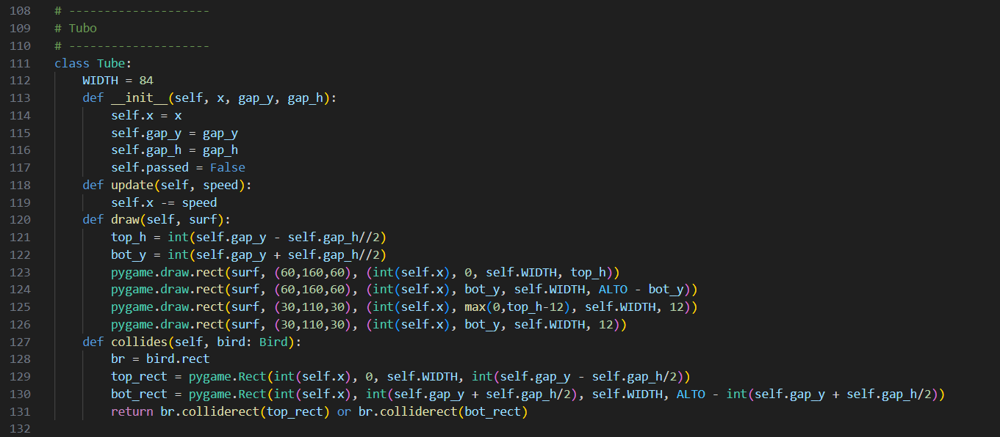 108 # --------------------
109 # Tubo
110 # --------------------
111 class Tube:
112     WIDTH = 84
113     def __init__(self, x, gap_y, gap_h):
114         self.x = x
115         self.gap_y = gap_y
116         self.gap_h = gap_h
117         self.passed = False
118     def update(self, speed):
119         self.x -= speed
120     def draw(self, surf):
121         top_h = int(self.gap_y - self.gap_h//2)
122         bot_y = int(self.gap_y + self.gap_h//2)
123         pygame.draw.rect(surf, (60,160,60), (int(self.x), 0, self.WIDTH, top_h))
124         pygame.draw.rect(surf, (60,160,60), (int(self.x), bot_y, self.WIDTH, ALTO - bot_y))
125         pygame.draw.rect(surf, (30,110,30), (int(self.x), max(0,top_h-12), self.WIDTH, 12))
126         pygame.draw.rect(surf, (30,110,30), (int(self.x), bot_y, self.WIDTH, 12))
127     def collides(self, bird: Bird):
128         br = bird.rect
129         top_rect = pygame.Rect(int(self.x), 0, self.WIDTH, int(self.gap_y - self.gap_h/2))
130         bot_rect = pygame.Rect(int(self.x), int(self.gap_y + self.gap_h/2), self.WIDTH, ALTO - int(self.gap_y + self.gap_h/2))
131         return br.colliderect(top_rect) or br.colliderect(bot_rect)
132